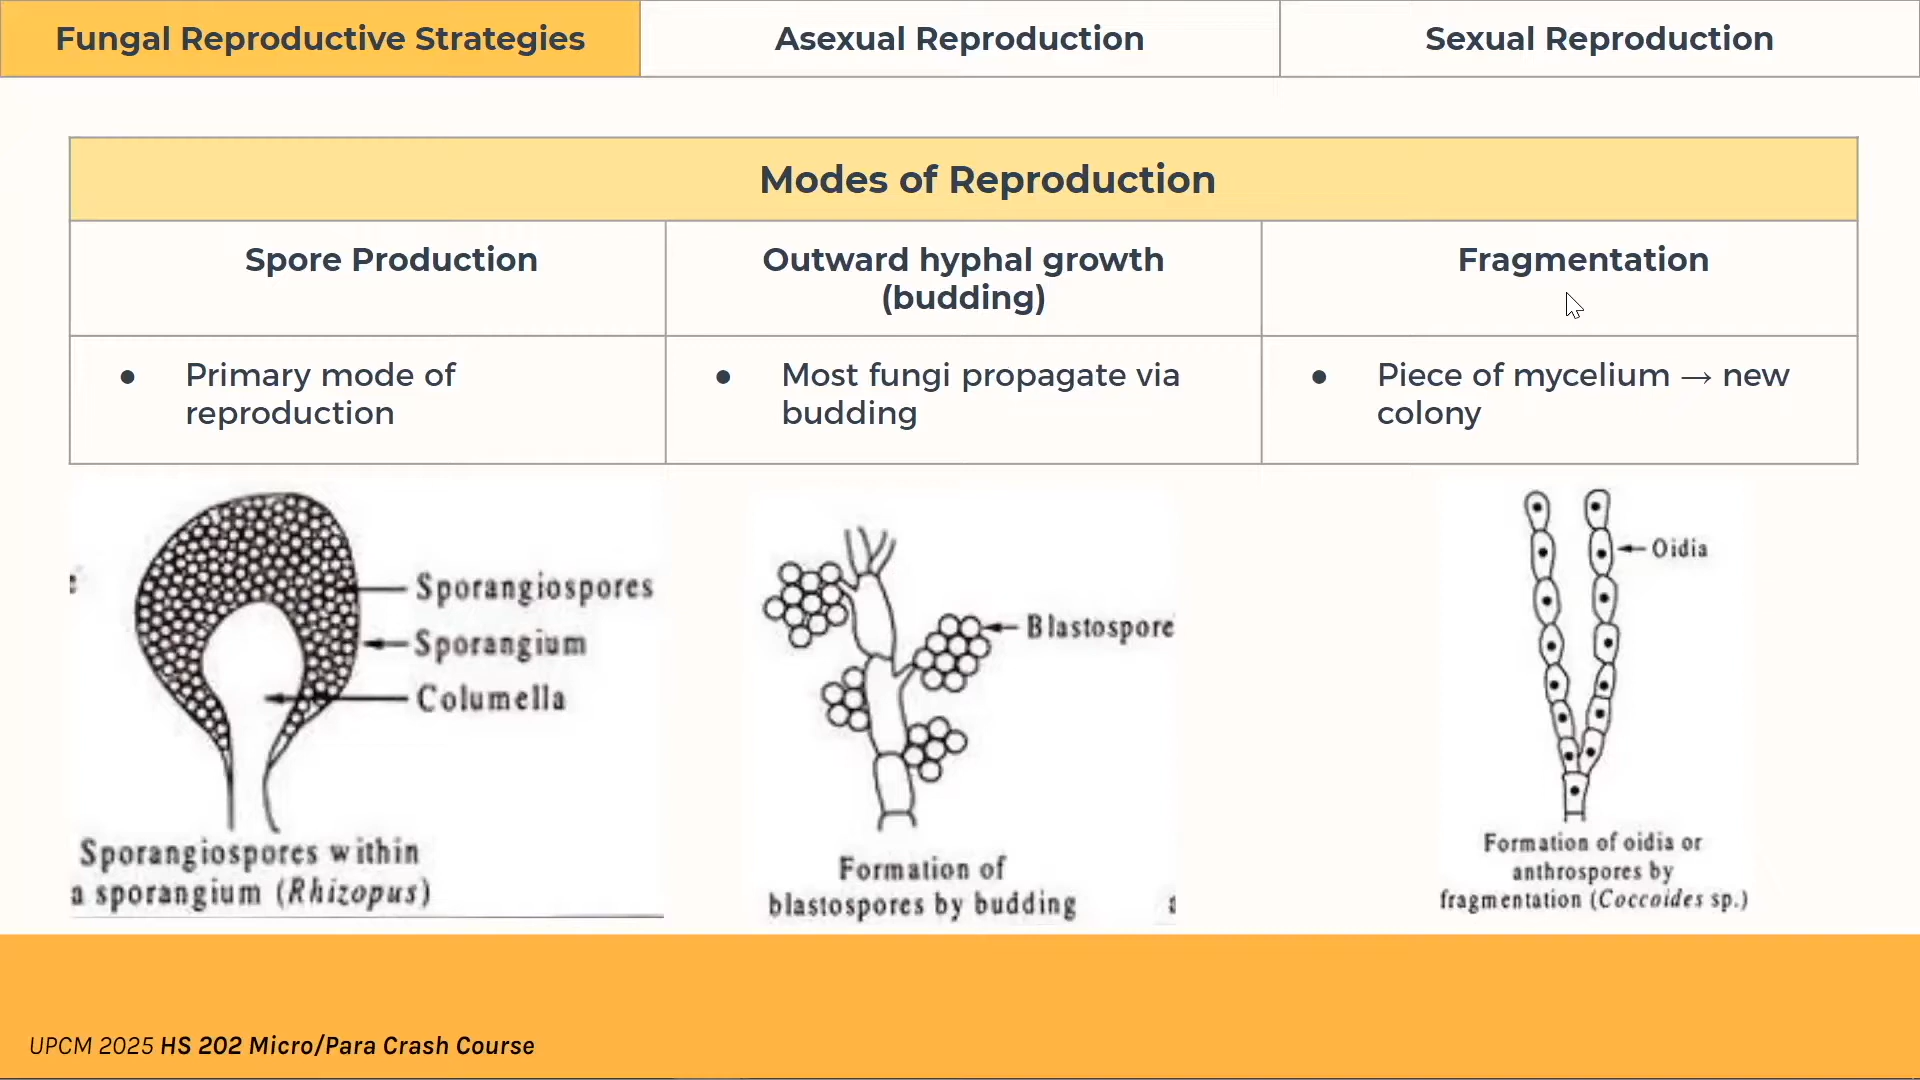 Fungal Reproductive Strategies
Asexual Reproduction
Sexual Reproduction
Modes of Reproduction
Spore Production
Outward hyphal growth
(budding)
Fragmentation
● Primary mode of
reproduction
● Most fungi propagate via
budding
● Piece of mycelium → new
colony
Sporangiospores
Sporangium
Columella
Sporangiospores within
a sporangium (Rhizopus)
Blastospore
Formation of
blastospores by budding
Oidia
Formation of oidia or
anthrospores by
fragmentation (Coccoides sp.)
UPCM 2025 HS 202 Micro/Para Crash Course